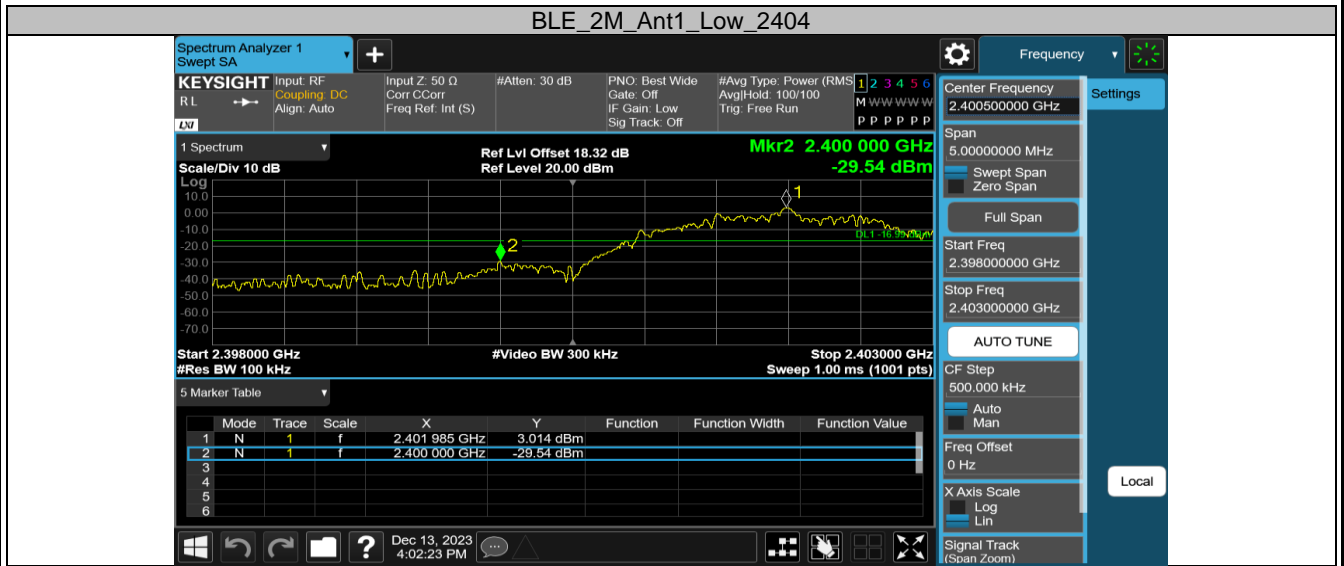 BLE_2M_Ant1_Low_2404
Spectrum Analyzer 1
Swept SA
+
Frequency
KEYSIGHT
RL
LXI
Input: RF
Coupling: DC
Align: Auto
Input Z: 50 Ω
Corr CCorr
Freq Ref: Int (S)
#Atten: 30 dB
PNO: Best Wide
Gate: Off
IF Gain: Low
Sig Track: Off
#Avg Type: Power (RMS
Avg|Hold: 100/100
Trig: Free Run
1 2 3 4 5 6
M W W W W W
P P P P P P
Center Frequency
2.400500000 GHz
Settings
Span
5.00000000 MHz
Swept Span
Zero Span
Full Span
Start Freq
2.398000000 GHz
Stop Freq
2.403000000 GHz
AUTO TUNE
CF Step
500.000 kHz
Auto
Man
Freq Offset
0 Hz
X Axis Scale
Log
Lin
Signal Track
(Span Zoom)
Local
1 Spectrum
Scale/Div 10 dB
Ref Lvl Offset 18.32 dB
Ref Level 20.00 dBm
Mkr2 2.400 000 GHz
-29.54 dBm
Log
10.0
0.00
-10.0
-20.0
-30.0
-40.0
-50.0
-60.0
-70.0
1
2
Start 2.398000 GHz
#Video BW 300 kHz
Stop 2.403000 GHz
#Res BW 100 kHz
Sweep 1.00 ms (1001 pts)
5 Marker Table
Mode Trace Scale X Y Function Function Width Function Value
1 N 1 f 2.401 985 GHz 3.014 dBm
2 N 1 f 2.400 000 GHz -29.54 dBm
3
4
5
6
?
Dec 13, 2023
4:02:23 PM